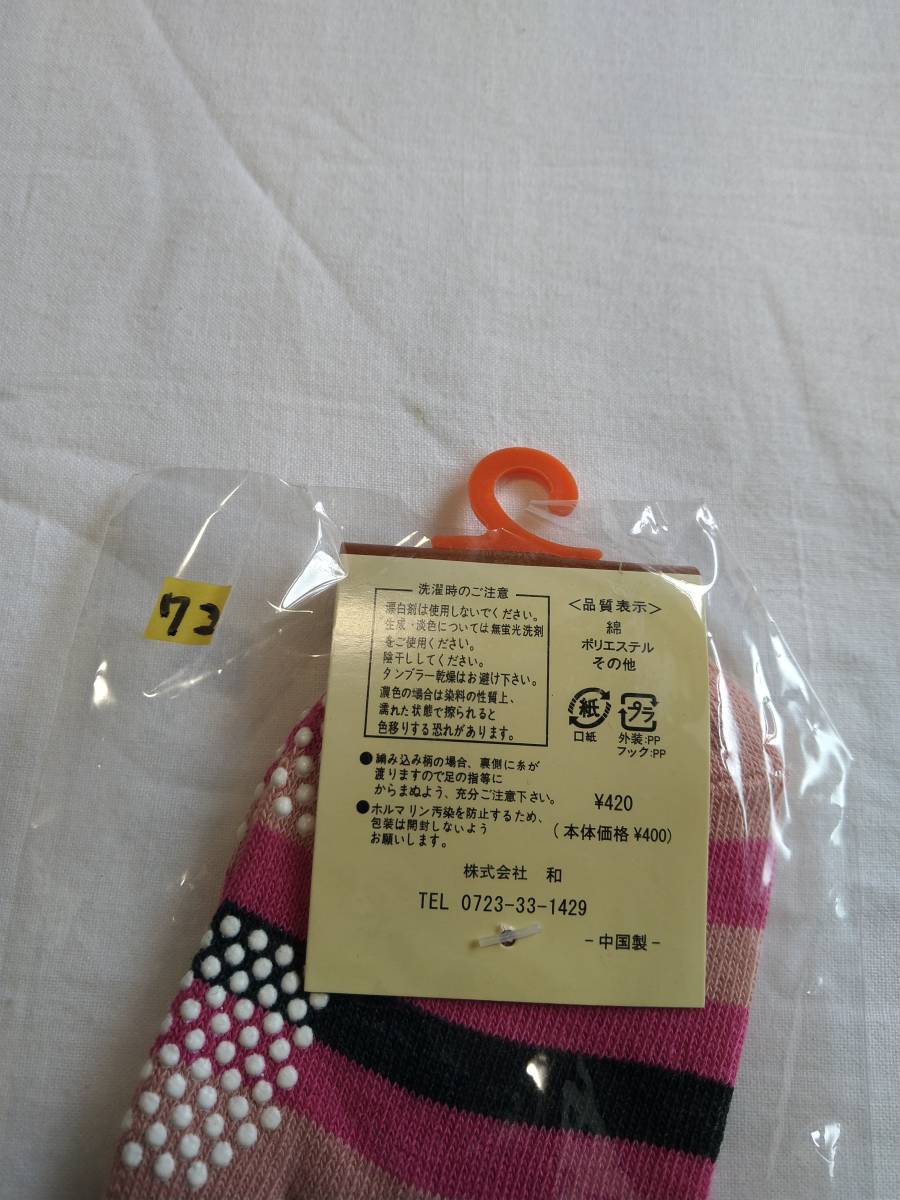 73
洗濯時のご注意
漂白剤は使用しないでください。
生成・淡色については無蛍光洗剤
をご使用ください。
陰干ししてください。
タンブラー乾燥はお避け下さい。
濃色の場合は染料の性質上、
濡れた状態で擦られると
色移りする恐れがあります。
●編み込み柄の場合、裏側に糸が
渡りますので足の指等に
からまぬよう、充分ご注意下さい。
●ホルマリン汚染を防止するため、
包装は開封しないよう
お願いします。
<品質表示>
綿
ポリエステル
その他
紙
口紙
プラ
外装:PP
フック:PP
¥420
(本体価格¥400)
株式会社 和
TEL 0723-33-1429
-中国製-